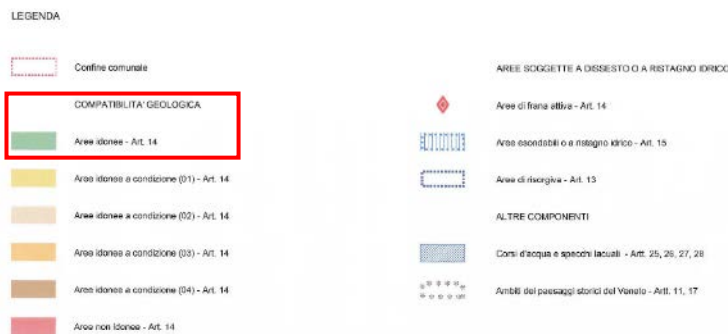 LEGENDA
Confine comunale
COMPATIBILITA' GEOLOGICA
Aree idonee - Art. 14
Aree idonee a condizione (01) - Art. 14
Aree idonee a condizione (02) - Art. 14
Aree idonee a condizione (03) - Art. 14
Aree idonee a condizione (04) - Art. 14
Aree non idonee - Art. 14
AREE SOGGETTE A DISSESTO O A RISTAGNO IDRICO
Aree di frana attiva - Art. 14
Aree esondabili o a ristagno idrico - Art. 15
Aree di risorgiva - Art. 13
ALTRE COMPONENTI
Corsi d'acqua e specchi lacuali - Artt. 25, 26, 27, 28
Ambiti dei paesaggi storici del Veneto - Artt. 11, 17